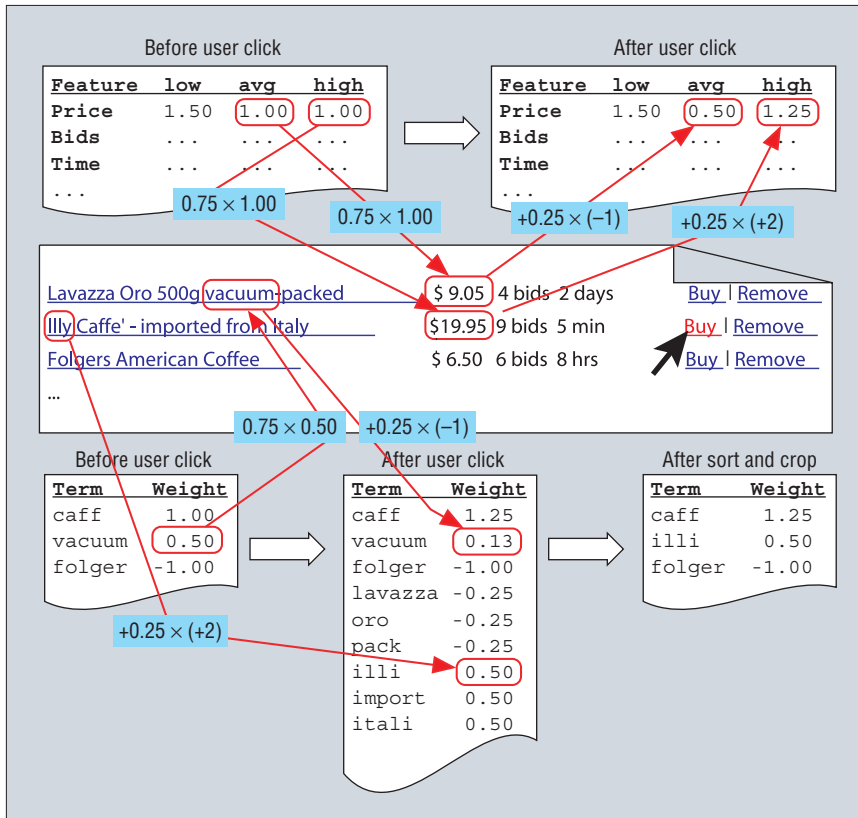 Before user click
Feature low avg high
Price 1.50 1.00 1.00
Bids ... ... ...
Time ... ... ...
...
After user click
Feature low avg high
Price 1.50 0.50 1.25
Bids ... ... ...
Time ... ... ...
...
0.75 × 1.00
0.75 × 1.00
+0.25 × (–1)
+0.25 × (+2)
Lavazza Oro 500g vacuum-packed $ 9.05 4 bids 2 days Buy | Remove
Illy Caffe' - imported from Italy $19.95 9 bids 5 min Buy | Remove
Folgers American Coffee $ 6.50 6 bids 8 hrs Buy | Remove
...
0.75 × 0.50
+0.25 × (–1)
Before user click
Term Weight
caff 1.00
vacuum 0.50
folger -1.00
+0.25 × (+2)
After user click
Term Weight
caff 1.25
vacuum 0.13
folger -1.00
lavazza -0.25
oro -0.25
pack -0.25
illi 0.50
import 0.50
itali 0.50
After sort and crop
Term Weight
caff 1.25
illi 0.50
folger -1.00